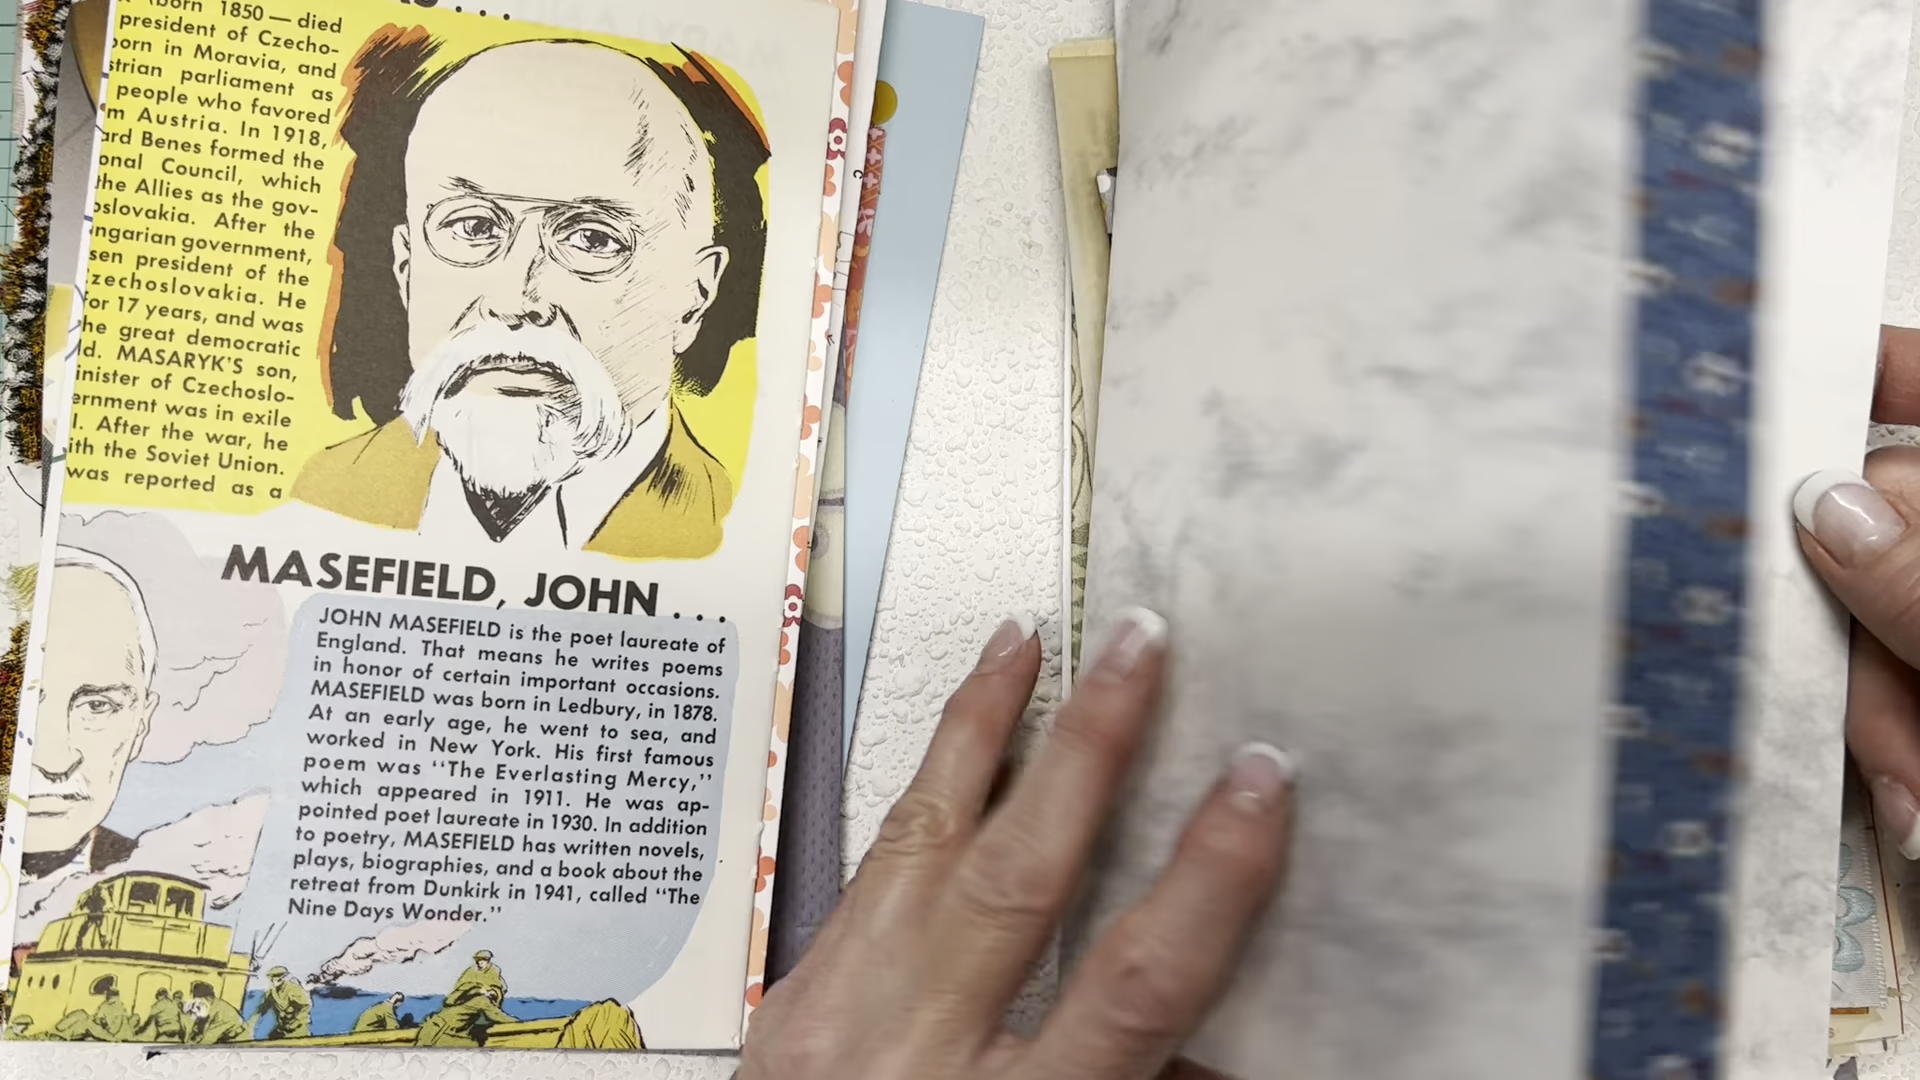 (born 1850 — died
president of Czecho-
born in Moravia, and
strian parliament as
people who favored
m Austria. In 1918,
ard Benes formed the
onal Council, which
the Allies as the gov-
oslovakia. After the
ngarian government,
sen president of the
zechoslovakia. He
for 17 years, and was
he great democratic
ld. MASARYK'S son,
inister of Czechoslo-
ernment was in exile
l. After the war, he
ith the Soviet Union.
was reported as a
MASEFIELD, JOHN . . .
JOHN MASEFIELD is the poet laureate of
England. That means he writes poems
in honor of certain important occasions.
MASEFIELD was born in Ledbury, in 1878.
At an early age, he went to sea, and
worked in New York. His first famous
poem was “The Everlasting Mercy,”
which appeared in 1911. He was ap-
pointed poet laureate in 1930. In addition
to poetry, MASEFIELD has written novels,
plays, biographies, and a book about the
retreat from Dunkirk in 1941, called “The
Nine Days Wonder.”